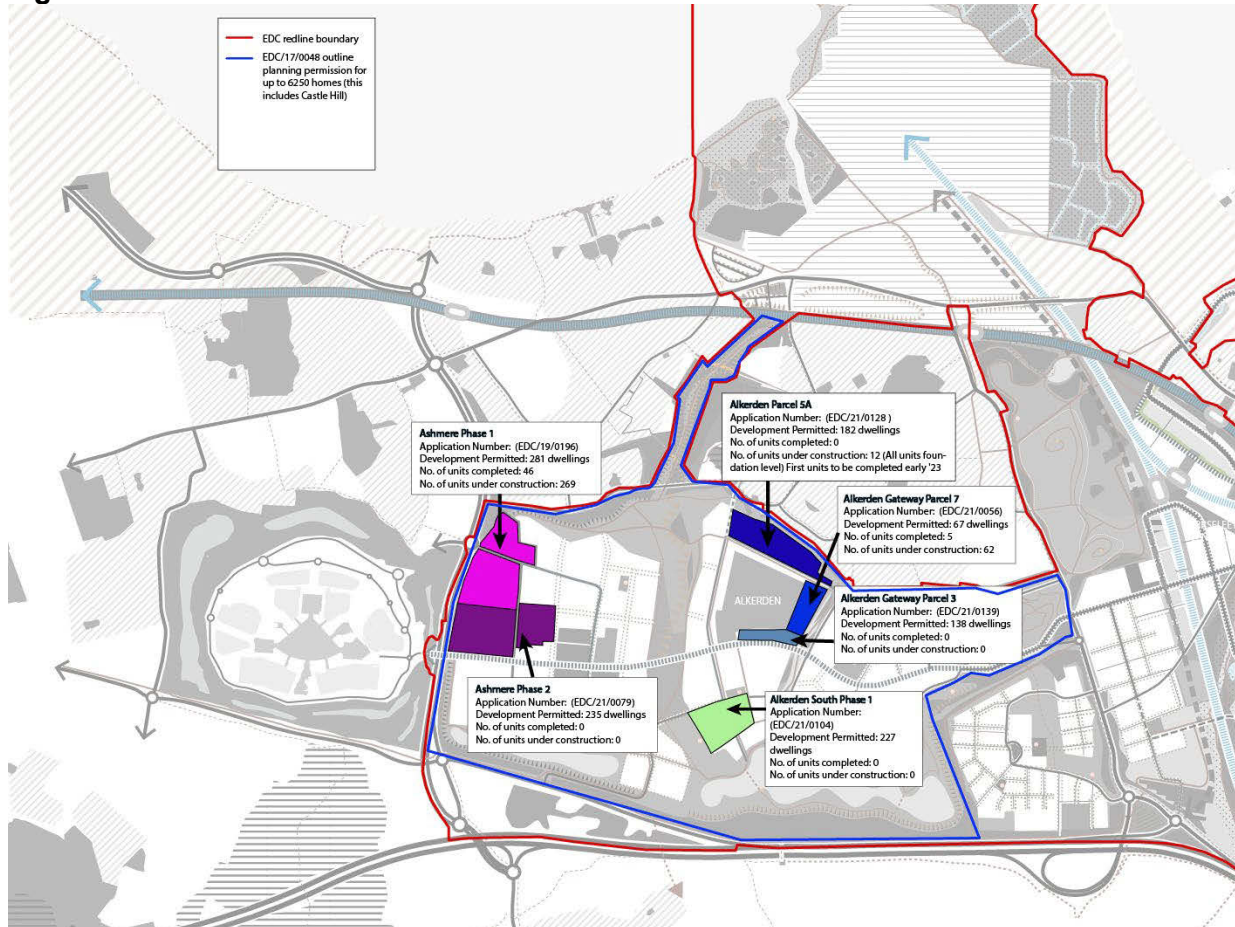 EDC redline boundary
EDC/17/0048 outline
planning permission for
up to 6250 homes (this
includes Castle Hill)
Alkerden Parcel 5A
Application Number: (EDC/21/0128 )
Development Permitted: 182 dwellings
No. of units completed: 0
No. of units under construction: 12 (All units foun-
dation level) First units to be completed early '23
Ashmere Phase 1
Application Number: (EDC/19/0196)
Development Permitted: 281 dwellings
No. of units completed: 46
No. of units under construction: 269
Alkerden Gateway Parcel 7
Application Number: (EDC/21/0056)
Development Permitted: 67 dwellings
No. of units completed: 5
No. of units under construction: 62
ALKERDEN
Alkerden Gateway Parcel 3
Application Number: (EDC/21/0139)
Development Permitted: 138 dwellings
No. of units completed: 0
No. of units under construction: 0
Ashmere Phase 2
Application Number: (EDC/21/0079)
Development Permitted: 235 dwellings
No. of units completed: 0
No. of units under construction: 0
Alkerden South Phase 1
Application Number:
(EDC/21/0104)
Development Permitted: 227
dwellings
No. of units completed: 0
No. of units under construction: 0